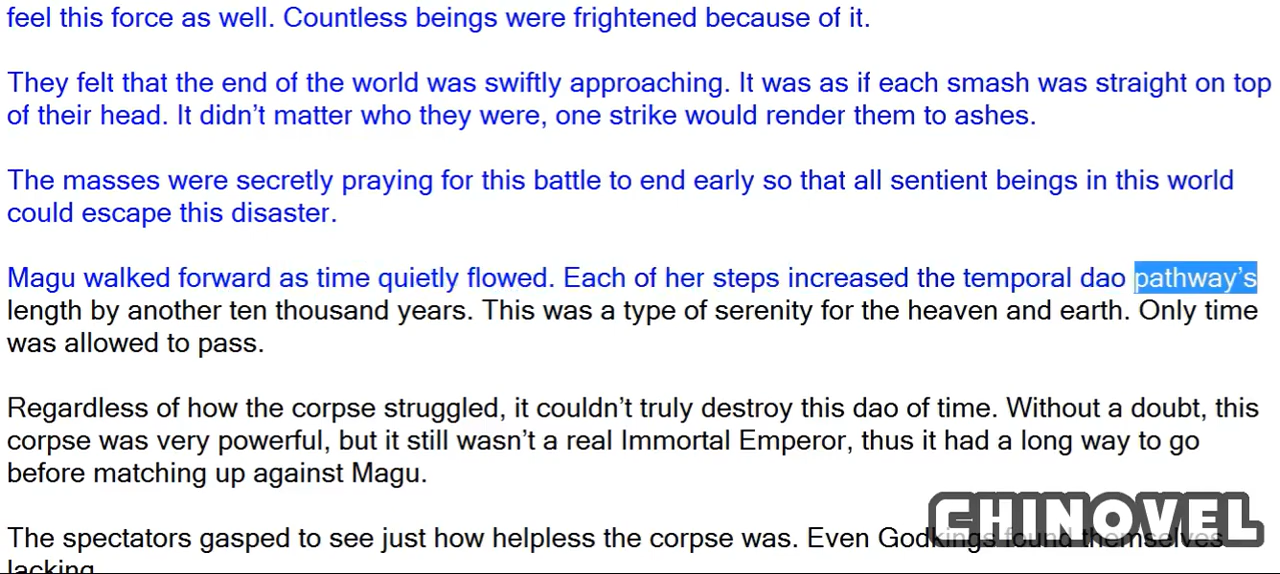 feel this force as well. Countless beings were frightened because of it.
They felt that the end of the world was swiftly approaching. It was as if each smash was straight on top
of their head. It didn’t matter who they were, one strike would render them to ashes.
The masses were secretly praying for this battle to end early so that all sentient beings in this world
could escape this disaster.
Magu walked forward as time quietly flowed. Each of her steps increased the temporal dao pathway’s
length by another ten thousand years. This was a type of serenity for the heaven and earth. Only time
was allowed to pass.
Regardless of how the corpse struggled, it couldn’t truly destroy this dao of time. Without a doubt, this
corpse was very powerful, but it still wasn’t a real Immortal Emperor, thus it had a long way to go
before matching up against Magu.
The spectators gasped to see just how helpless the corpse was. Even Godkings found themselves
lacking
CHINOVEL